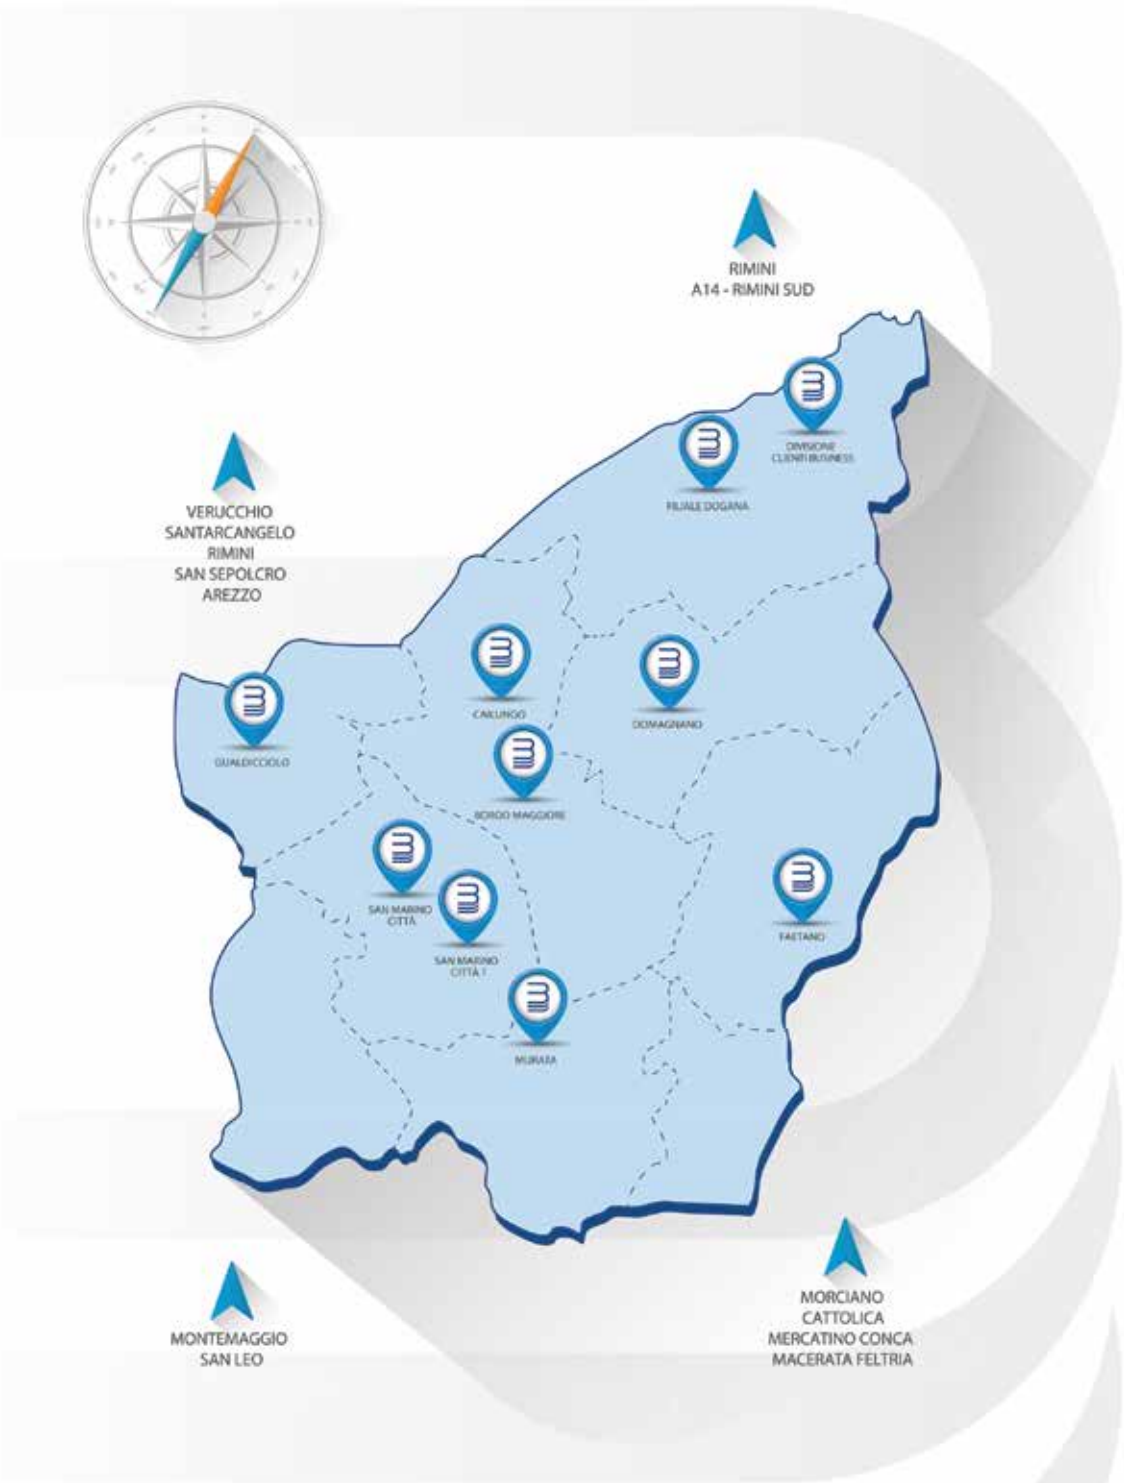 RIMINI
A14 - RIMINI SUD
DIVISIONE
CLIENTI BUSINESS
FILIALE DOGANA
VERUCCHIO
SANTARCANGELO
RIMINI
SAN SEPOLCRO
AREZZO
CAILUNGO
DOMAGNANO
GUALDICCIOLO
BORGO MAGGIORE
SAN MARINO
CITTÀ
SAN MARINO
CITTÀ 1
FAETANO
MURATA
MONTEMAGGIO
SAN LEO
MORCIANO
CATTOLICA
MERCATINO CONCA
MACERATA FELTRIA